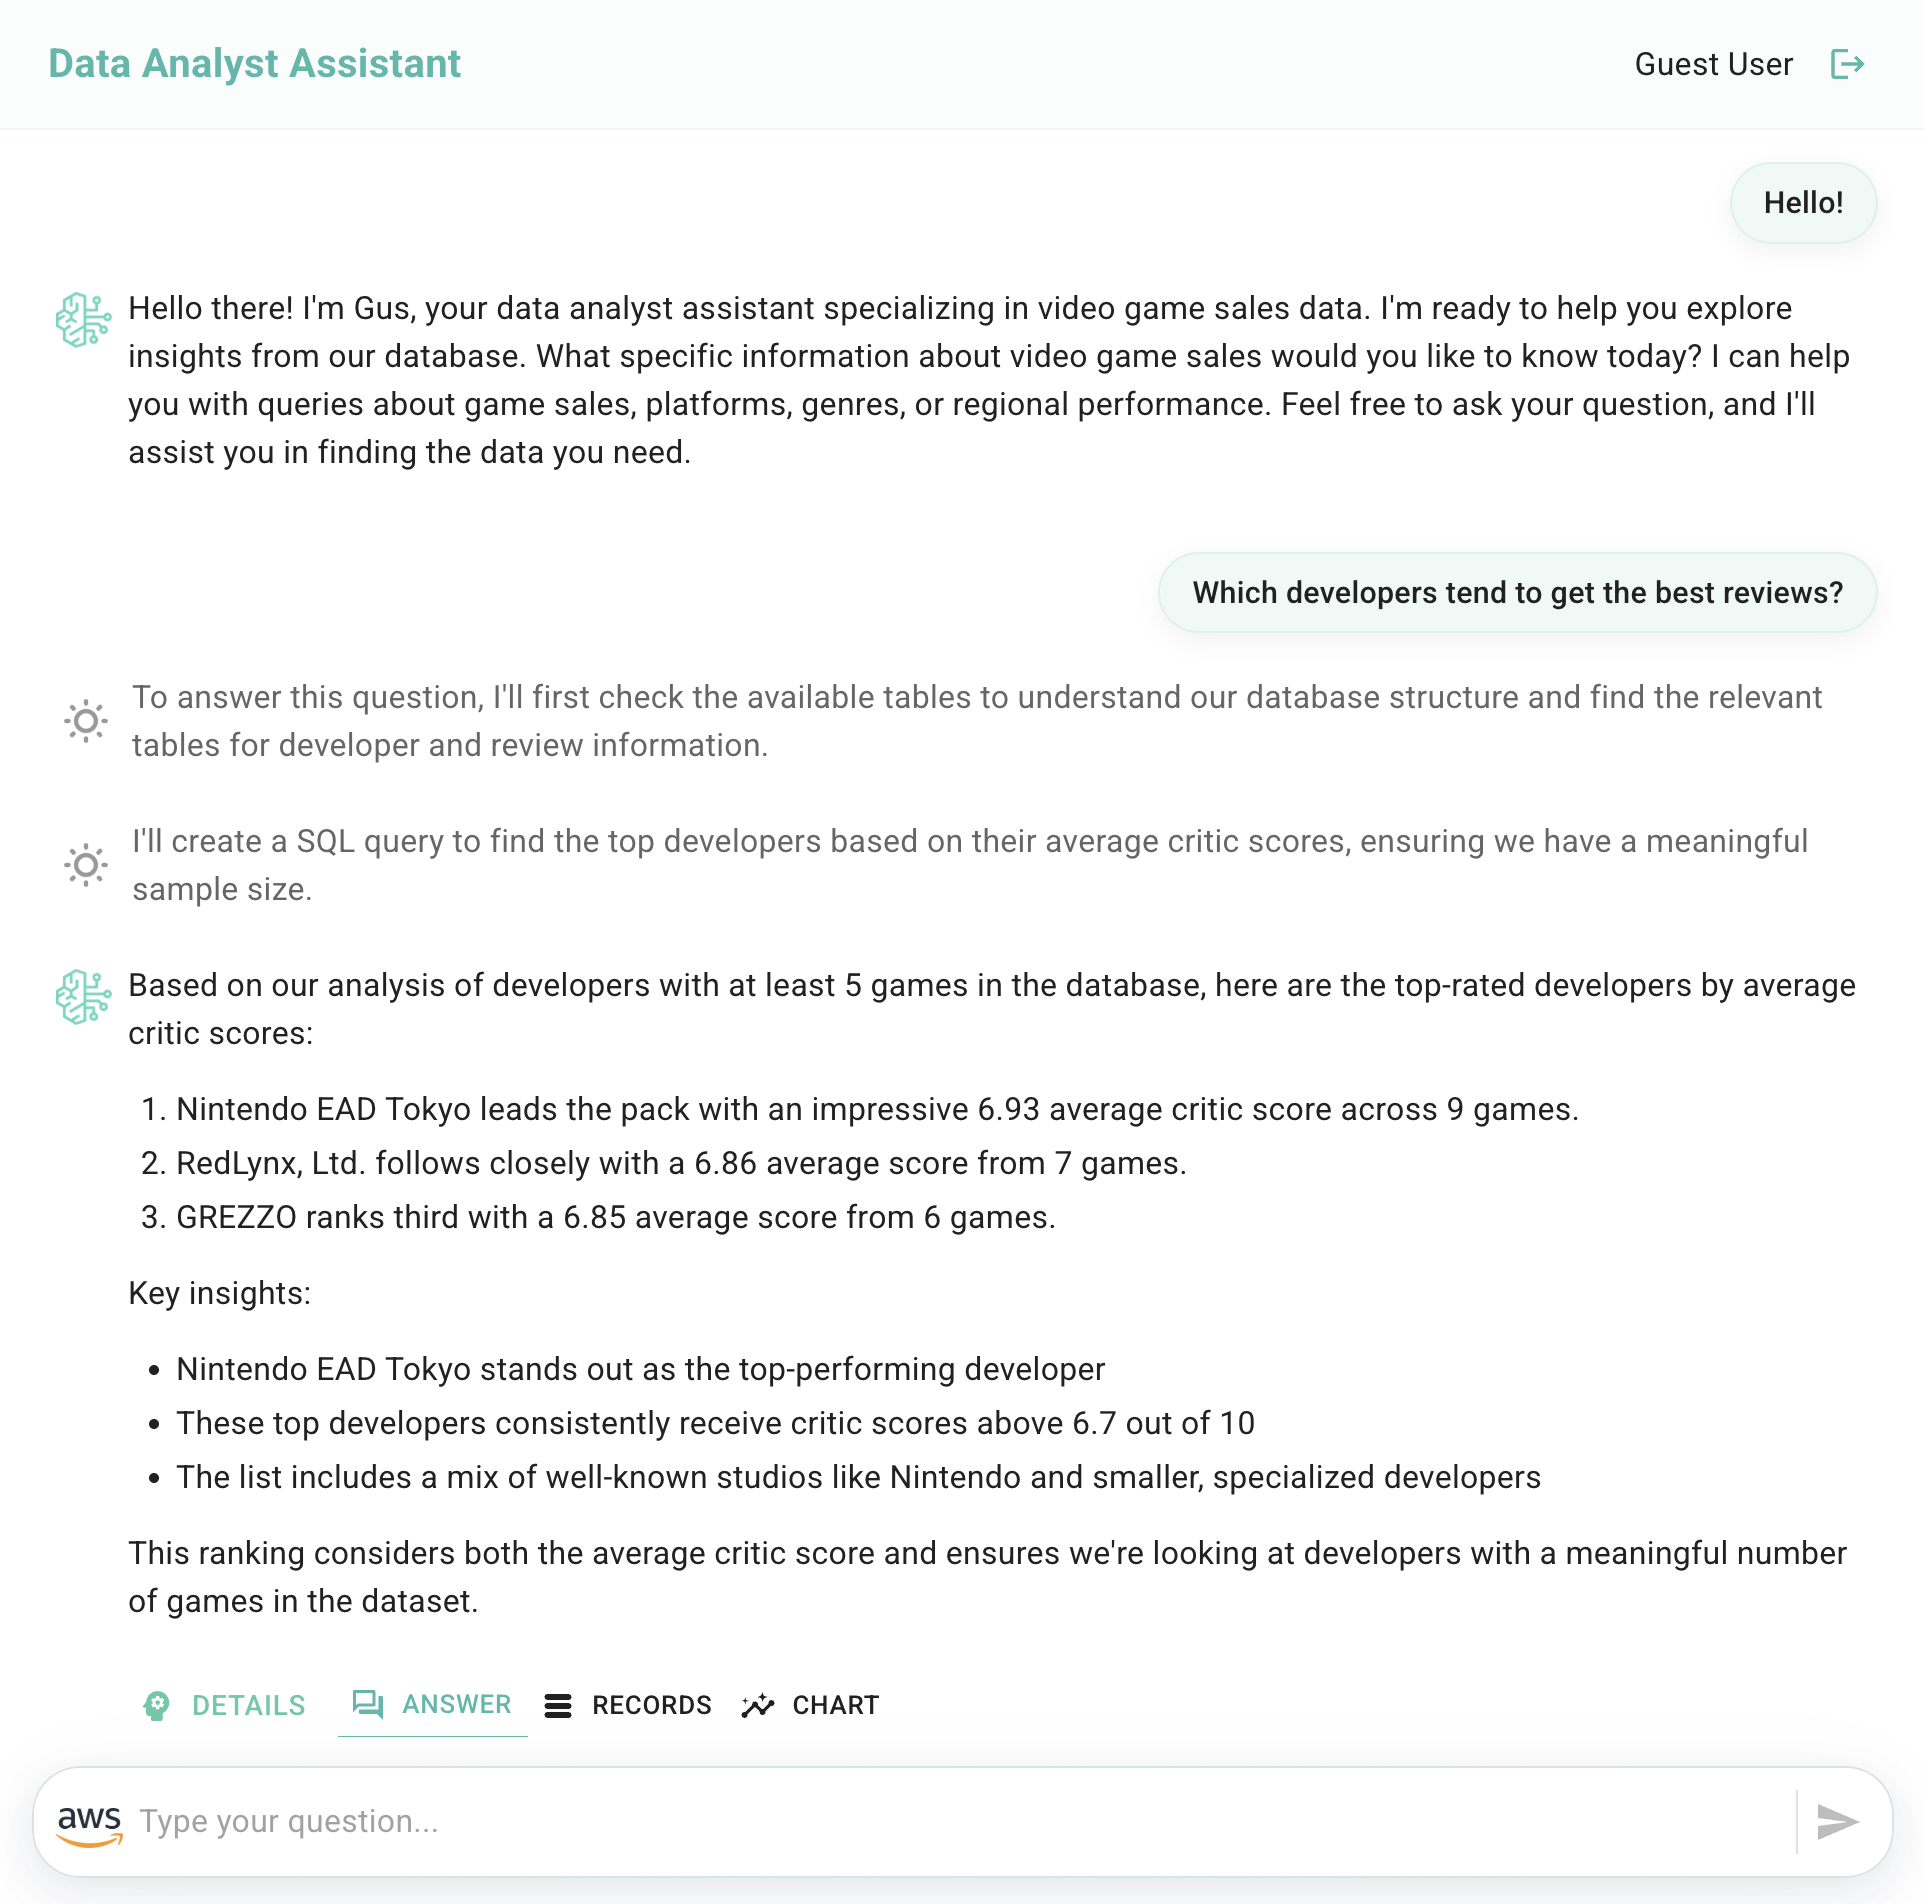 Data Analyst Assistant
Guest User
Hello!
Hello there! I'm Gus, your data analyst assistant specializing in video game sales data. I'm ready to help you explore
insights from our database. What specific information about video game sales would you like to know today? I can help
you with queries about game sales, platforms, genres, or regional performance. Feel free to ask your question, and I'll
assist you in finding the data you need.
Which developers tend to get the best reviews?
To answer this question, I'll first check the available tables to understand our database structure and find the relevant
tables for developer and review information.
I'll create a SQL query to find the top developers based on their average critic scores, ensuring we have a meaningful
sample size.
Based on our analysis of developers with at least 5 games in the database, here are the top-rated developers by average
critic scores:
1. Nintendo EAD Tokyo leads the pack with an impressive 6.93 average critic score across 9 games.
2. RedLynx, Ltd. follows closely with a 6.86 average score from 7 games.
3. GREZZO ranks third with a 6.85 average score from 6 games.
Key insights:
• Nintendo EAD Tokyo stands out as the top-performing developer
• These top developers consistently receive critic scores above 6.7 out of 10
• The list includes a mix of well-known studios like Nintendo and smaller, specialized developers
This ranking considers both the average critic score and ensures we're looking at developers with a meaningful number
of games in the dataset.
DETAILS ANSWER RECORDS CHART
aws Type your question...